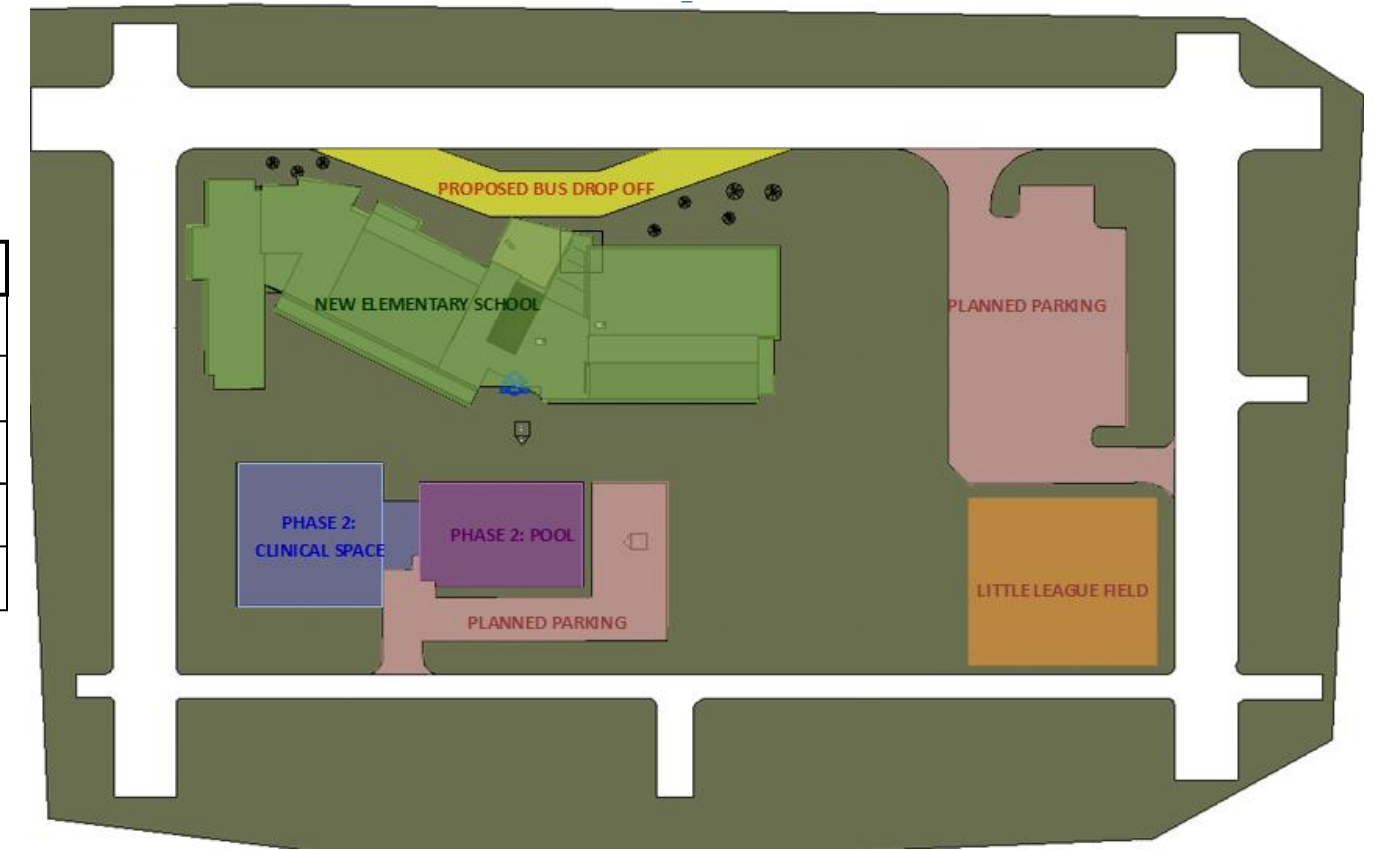 PROPOSED BUS DROP OFF
NEW ELEMENTARY SCHOOL
PLANNED PARKING
PHASE 2:
CLINICAL SPACE
PHASE 2: POOL
PLANNED PARKING
LITTLE LEAGUE FIELD